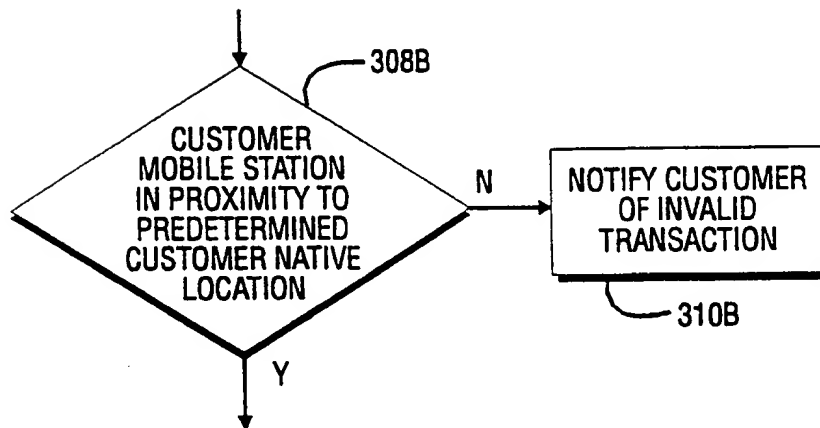 308B
CUSTOMER
MOBILE STATION
IN PROXIMITY TO
PREDETERMINED
CUSTOMER NATIVE
LOCATION
N
NOTIFY CUSTOMER
OF INVALID
TRANSACTION
310B
Y